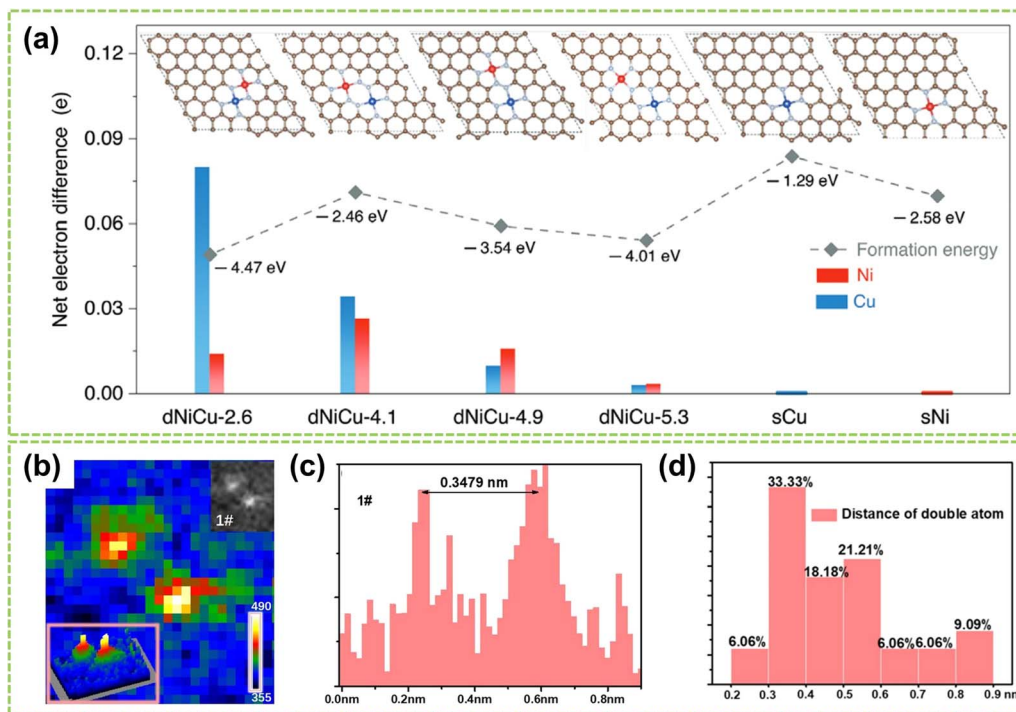 (a)
Net electron difference (e)
0.12
0.09
0.06
0.03
0.00
– 4.47 eV
– 2.46 eV
– 3.54 eV
– 4.01 eV
– 1.29 eV
– 2.58 eV
Formation energy
Ni
Cu
dNiCu-2.6
dNiCu-4.1
dNiCu-4.9
dNiCu-5.3
sCu
sNi
(b)
1#
490
355
(c)
1#
0.3479 nm
0.0nm
0.2nm
0.4nm
0.6nm
0.8nm
(d)
Distance of double atom
6.06%
33.33%
18.18%
21.21%
6.06%
6.06%
9.09%
0.2
0.3
0.4
0.5
0.6
0.7
0.8
0.9 nm